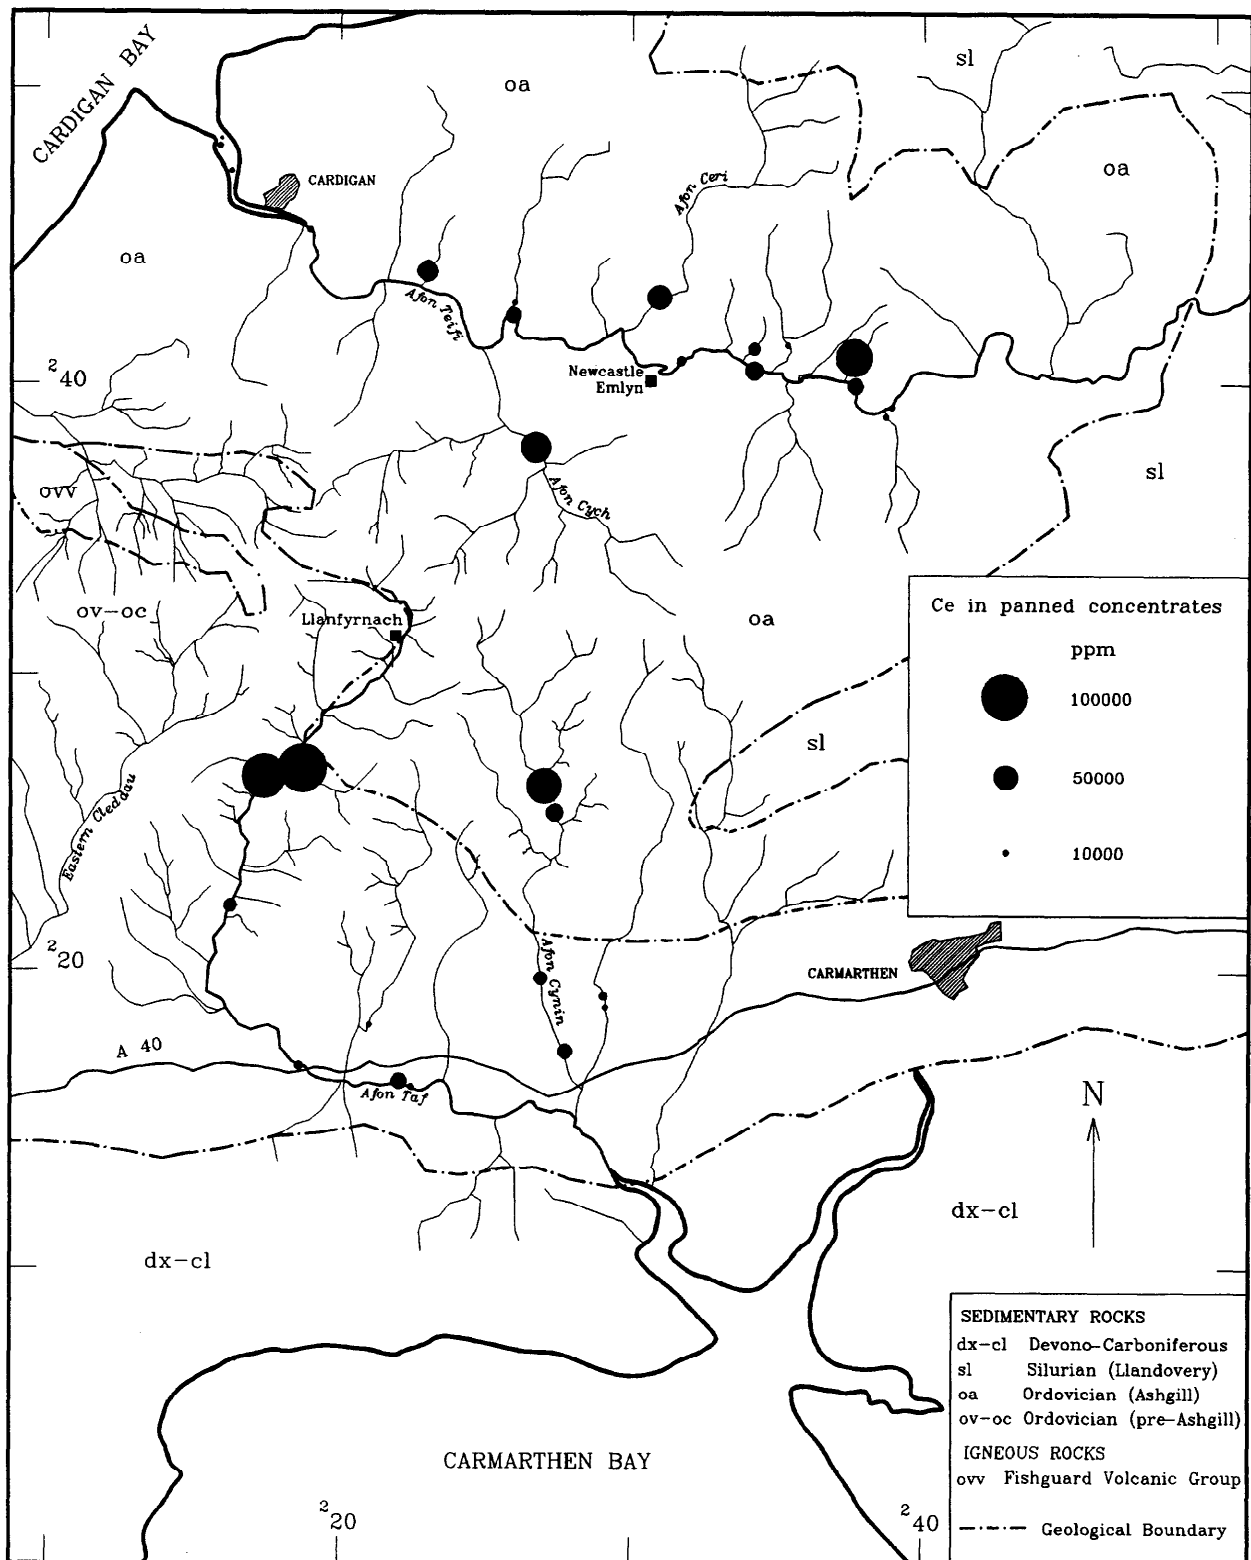 CARDIGAN BAY
oa
sl
oa
CARDIGAN
Afon Ceri
oa
Afon Teifi
²40
Newcastle
Emlyn
sl
ovv
Afon Cych
ov-oc
Llanfyrnach
oa
Ce in panned concentrates
ppm
100000
50000
10000
sl
Eastern Cleddau
²20
Afon Cynin
CARMARTHEN
A 40
Afon Taf
N
dx-cl
dx-cl
SEDIMENTARY ROCKS
dx-cl Devono-Carboniferous
sl Silurian (Llandovery)
oa Ordovician (Ashgill)
ov-oc Ordovician (pre-Ashgill)
IGNEOUS ROCKS
ovv Fishguard Volcanic Group
Geological Boundary
CARMARTHEN BAY
²20
²40